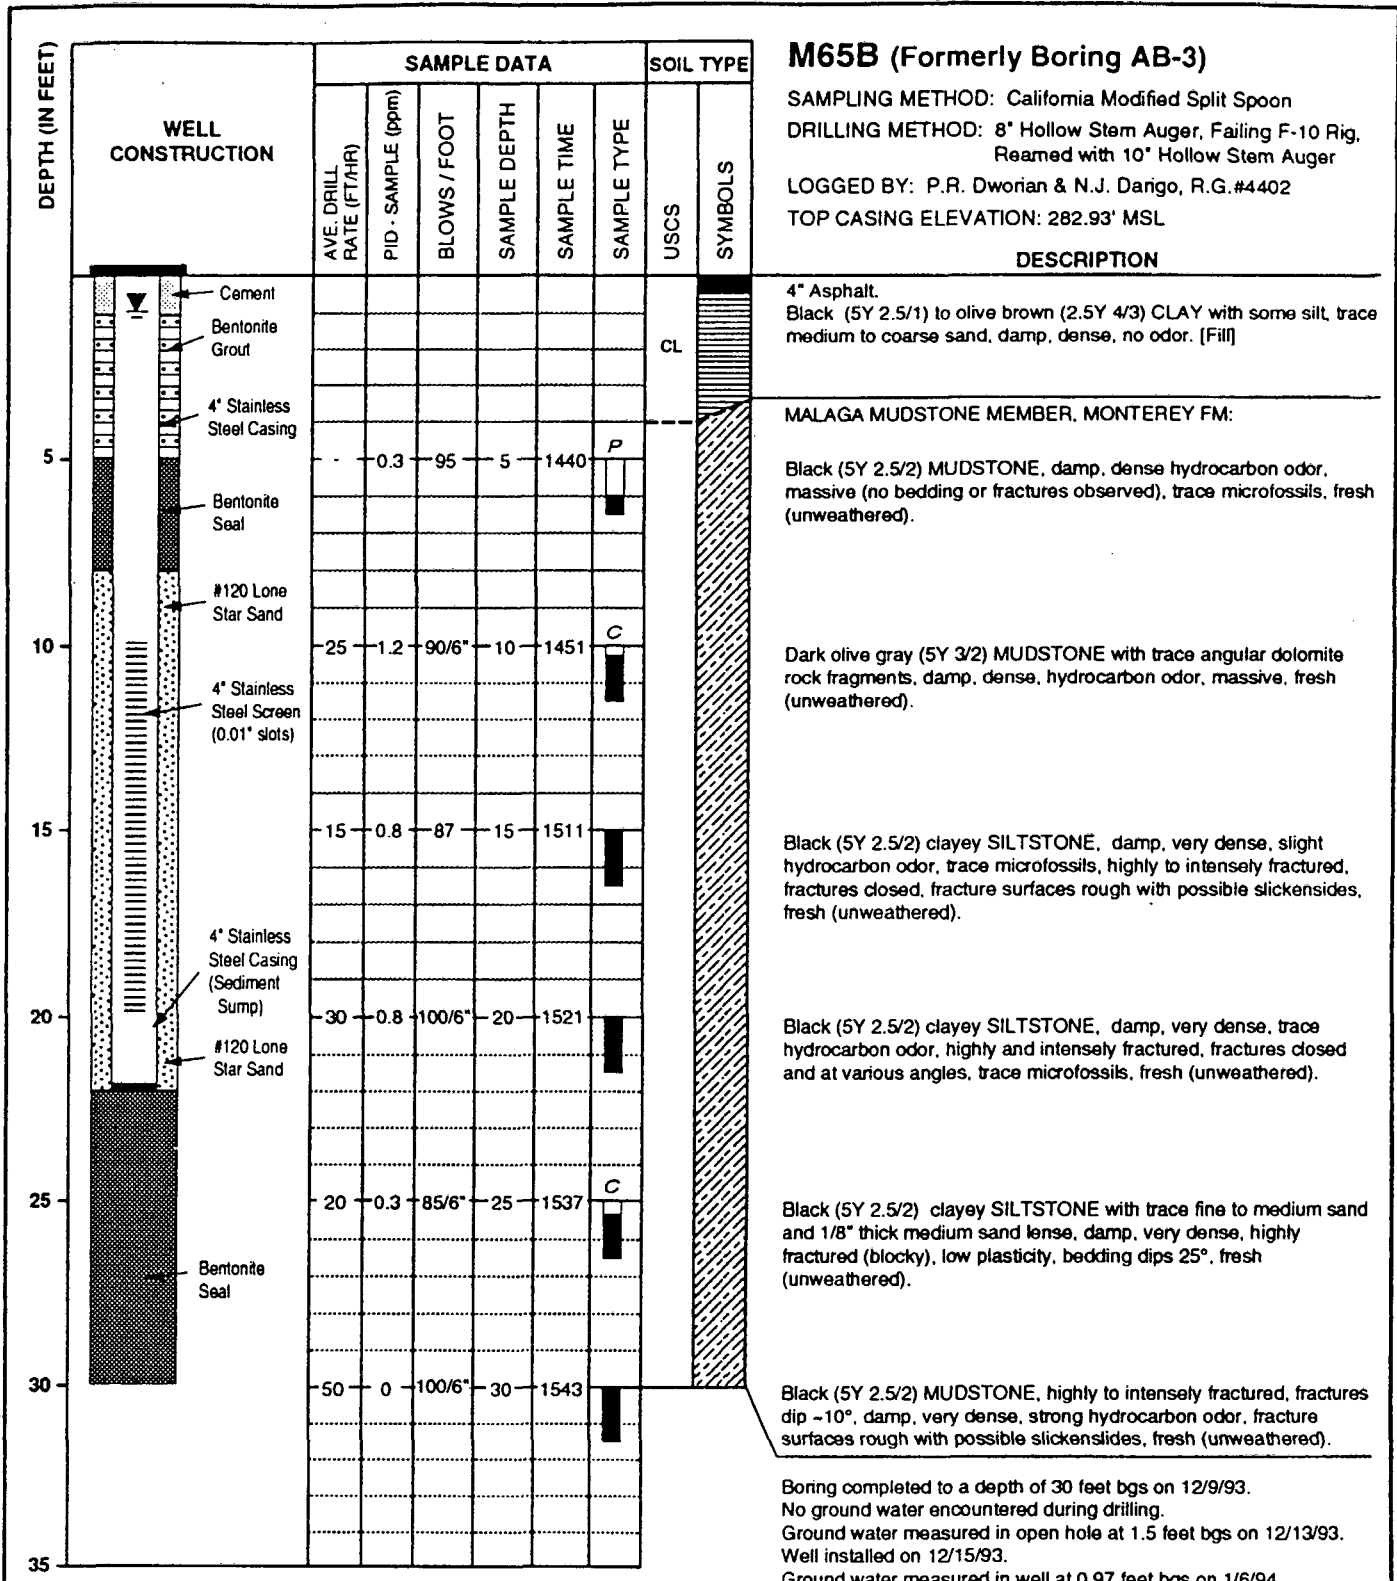 M65B (Formerly Boring AB-3)
SAMPLING METHOD: California Modified Split Spoon
DRILLING METHOD: 8" Hollow Stem Auger, Failing F-10 Rig,
Reamed with 10" Hollow Stem Auger
LOGGED BY: P.R. Dworian & N.J. Darigo, R.G.#4402
TOP CASING ELEVATION: 282.93' MSL
DESCRIPTION
DEPTH (IN FEET)
WELL
CONSTRUCTION
SAMPLE DATA
SOIL TYPE
AVE. DRILL
RATE (FT/HR)
PID - SAMPLE (ppm)
BLOWS / FOOT
SAMPLE DEPTH
SAMPLE TIME
SAMPLE TYPE
USCS
SYMBOLS
Cement
Bentonite
Grout
4" Stainless
Steel Casing
Bentonite
Seal
#120 Lone
Star Sand
4" Stainless
Steel Screen
(0.01" slots)
4" Stainless
Steel Casing
(Sediment
Sump)
#120 Lone
Star Sand
Bentonite
Seal
5
10
15
20
25
30
35
- 0.3 95 5 1440 P
25 1.2 90/6" 10 1451 C
15 0.8 87 15 1511
30 0.8 100/6" 20 1521
20 0.3 85/6" 25 1537 C
50 0 100/6" 30 1543
CL
4" Asphalt.
Black (5Y 2.5/1) to olive brown (2.5Y 4/3) CLAY with some silt, trace
medium to coarse sand, damp, dense, no odor. [Fill]
MALAGA MUDSTONE MEMBER, MONTEREY FM:
Black (5Y 2.5/2) MUDSTONE, damp, dense hydrocarbon odor,
massive (no bedding or fractures observed), trace microfossils, fresh
(unweathered).
Dark olive gray (5Y 3/2) MUDSTONE with trace angular dolomite
rock fragments, damp, dense, hydrocarbon odor, massive, fresh
(unweathered).
Black (5Y 2.5/2) clayey SILTSTONE, damp, very dense, slight
hydrocarbon odor, trace microfossils, highly to intensely fractured,
fractures closed, fracture surfaces rough with possible slickensides,
fresh (unweathered).
Black (5Y 2.5/2) clayey SILTSTONE, damp, very dense, trace
hydrocarbon odor, highly and intensely fractured, fractures closed
and at various angles, trace microfossils, fresh (unweathered).
Black (5Y 2.5/2) clayey SILTSTONE with trace fine to medium sand
and 1/8" thick medium sand lense, damp, very dense, highly
fractured (blocky), low plasticity, bedding dips 25°, fresh
(unweathered).
Black (5Y 2.5/2) MUDSTONE, highly to intensely fractured, fractures
dip ~10°, damp, very dense, strong hydrocarbon odor, fracture
surfaces rough with possible slickenslides, fresh (unweathered).
Boring completed to a depth of 30 feet bgs on 12/9/93.
No ground water encountered during drilling.
Ground water measured in open hole at 1.5 feet bgs on 12/13/93.
Well installed on 12/15/93.
Ground water measured in well at 0.97 feet bgs on 1/6/94.